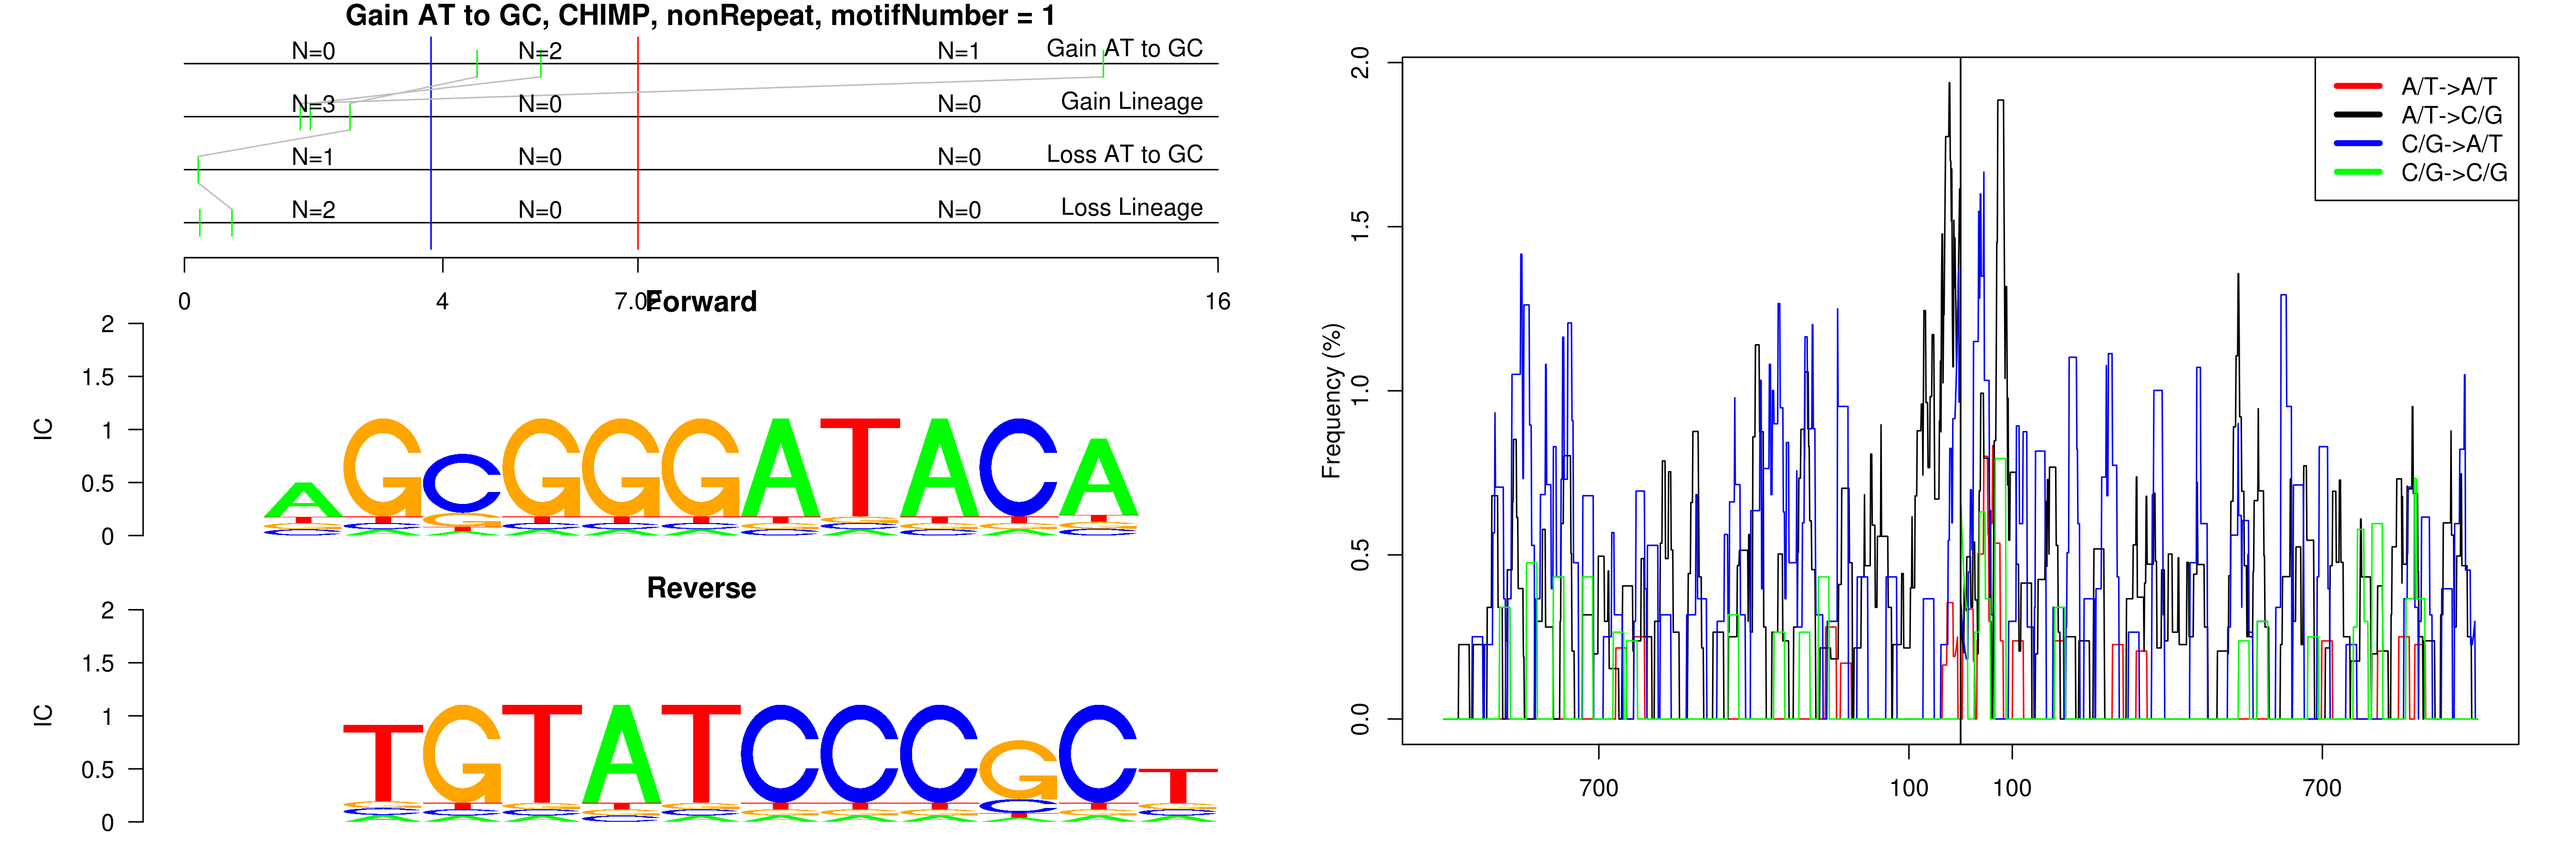 Gain AT to GC, CHIMP, nonRepeat, motifNumber = 1
N=0 N=2 N=1 Gain AT to GC
N=3 N=0 N=0 Gain Lineage
N=1 N=0 N=0 Loss AT to GC
N=2 N=0 N=0 Loss Lineage
0 4 7.02 16
Forward
IC
2
1.5
1
0.5
0
AGCGGGATACA
Reverse
IC
2
1.5
1
0.5
0
TGTATCCCGCT
Frequency (%)
2.0
1.5
1.0
0.5
0.0
700 100 100 700
A/T->A/T
A/T->C/G
C/G->A/T
C/G->C/G